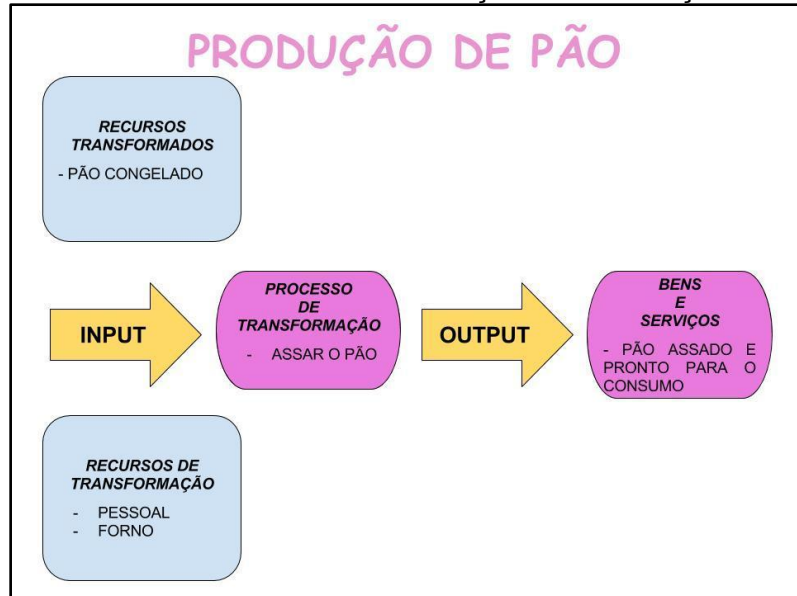 PRODUÇÃO DE PÃO
RECURSOS
TRANSFORMADOS
- PÃO CONGELADO
INPUT
PROCESSO
DE
TRANSFORMAÇÃO
- ASSAR O PÃO
OUTPUT
BENS
E
SERVIÇOS
- PÃO ASSADO E
PRONTO PARA O
CONSUMO
RECURSOS DE
TRANSFORMAÇÃO
- PESSOAL
- FORNO